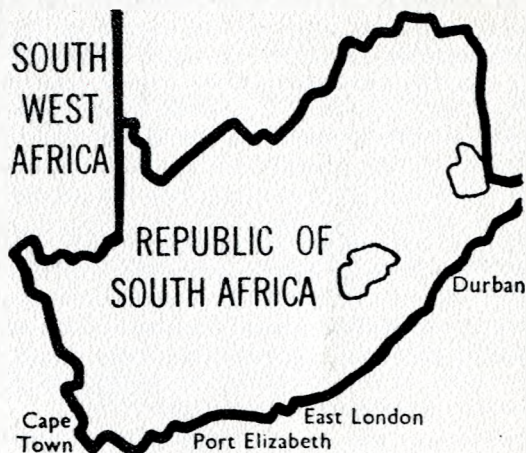 SOUTH
WEST
AFRICA
REPUBLIC OF
SOUTH AFRICA
Durban
East London
Cape
Town
Port Elizabeth